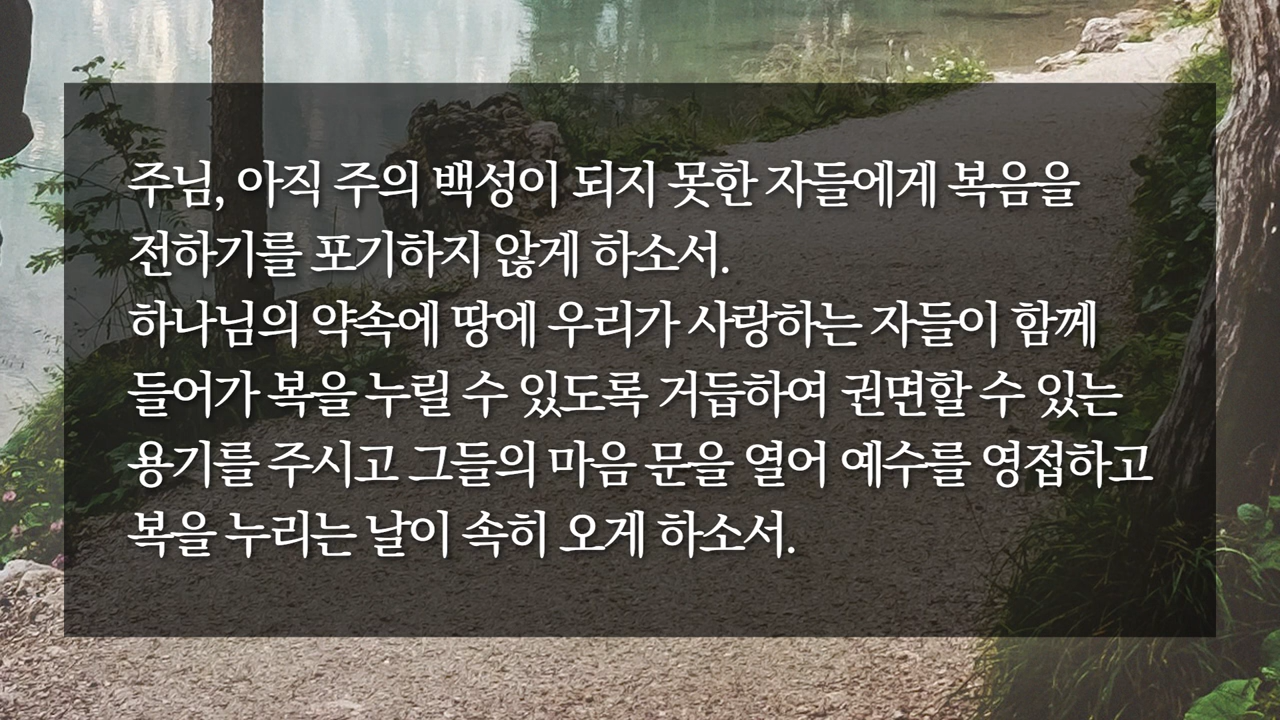 주님, 아직 주의 백성이 되지 못한 자들에게 복음을
전하기를 포기하지 않게 하소서.
하나님의 약속에 땅에 우리가 사랑하는 자들이 함께
들어가 복을 누릴 수 있도록 거듭하여 권면할 수 있는
용기를 주시고 그들의 마음 문을 열어 예수를 영접하고
복을 누리는 날이 속히 오게 하소서.